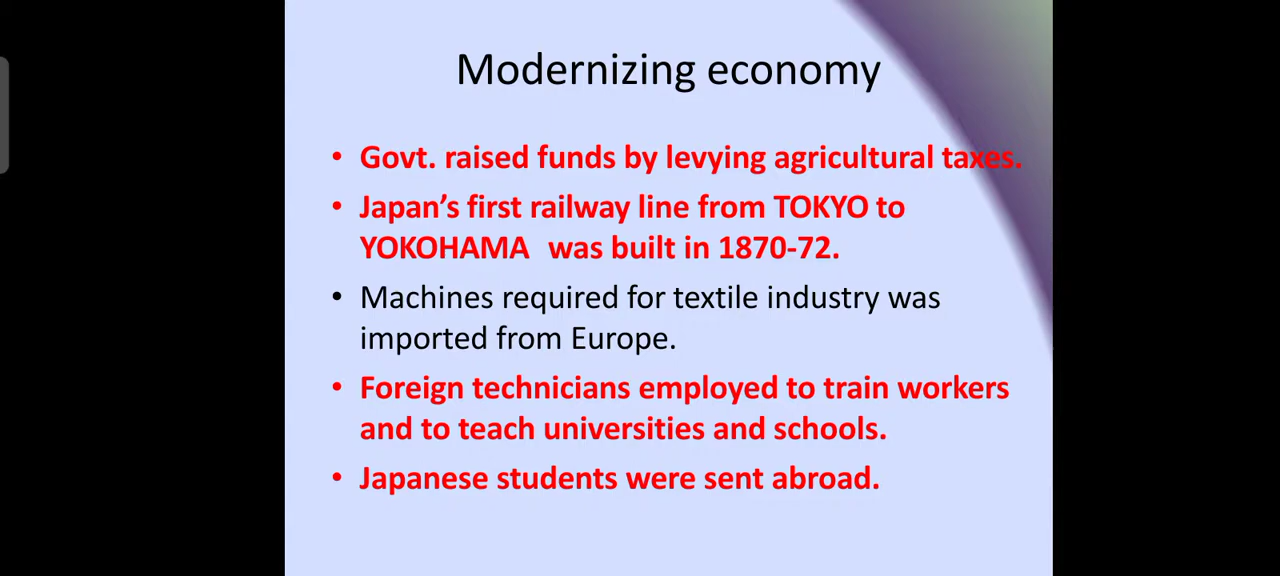 Modernizing economy
• Govt. raised funds by levying agricultural taxes.
• Japan’s first railway line from TOKYO to
YOKOHAMA was built in 1870-72.
• Machines required for textile industry was
imported from Europe.
• Foreign technicians employed to train workers
and to teach universities and schools.
• Japanese students were sent abroad.